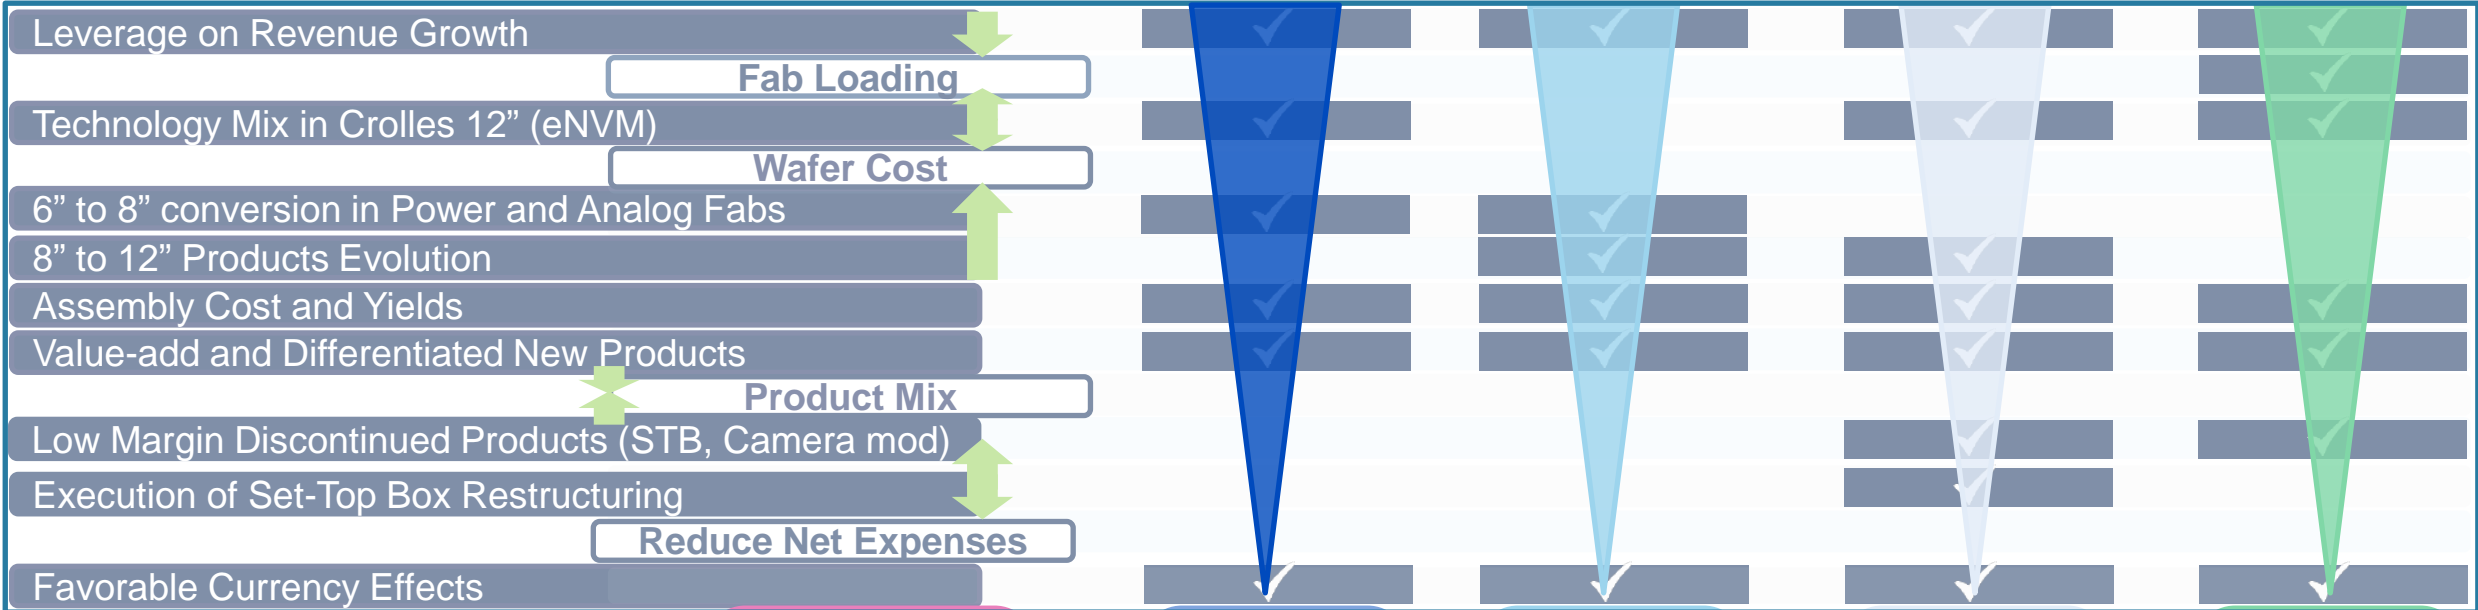 Leverage on Revenue Growth
Fab Loading
Technology Mix in Crolles 12” (eNVM)
Wafer Cost
6” to 8” conversion in Power and Analog Fabs
8” to 12” Products Evolution
Assembly Cost and Yields
Value-add and Differentiated New Products
Product Mix
Low Margin Discontinued Products (STB, Camera mod)
Execution of Set-Top Box Restructuring
Reduce Net Expenses
Favorable Currency Effects